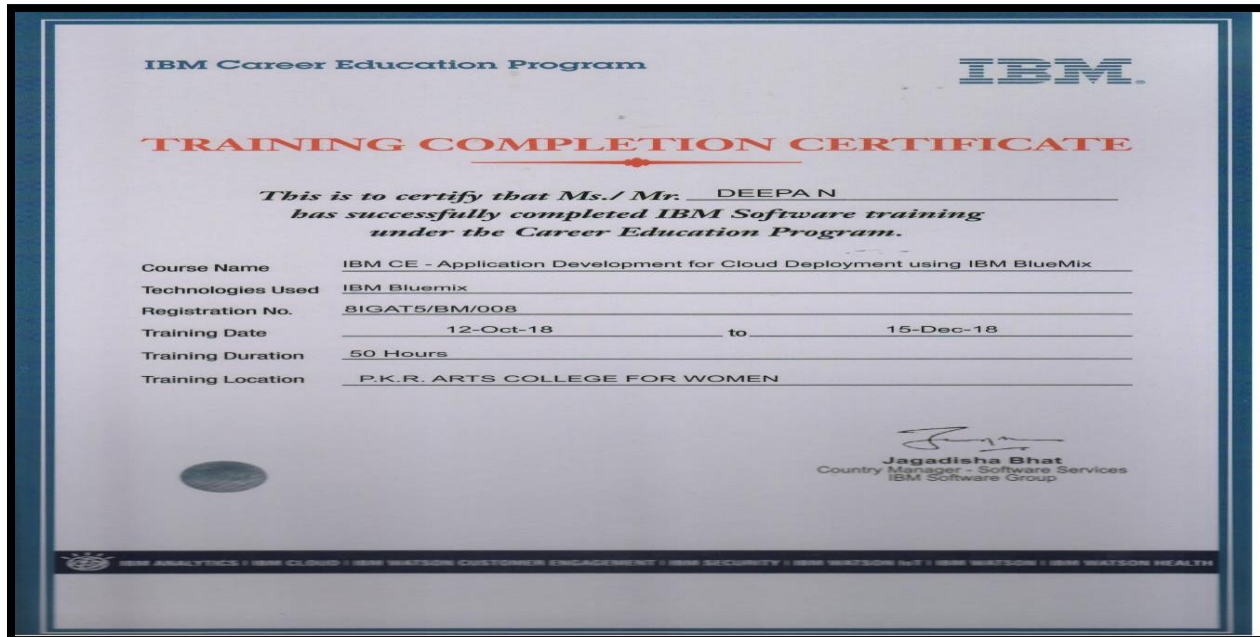 IBM Career Education Program
IBM
TRAINING COMPLETION CERTIFICATE
This is to certify that Ms./ Mr. DEEPA N
has successfully completed IBM Software training
under the Career Education Program.
Course Name IBM CE - Application Development for Cloud Deployment using IBM BlueMix
Technologies Used IBM Bluemix
Registration No. 8IGAT5/BM/008
Training Date 12-Oct-18 to 15-Dec-18
Training Duration 50 Hours
Training Location P.K.R. ARTS COLLEGE FOR WOMEN
Jagadisha Bhat
Country Manager - Software Services
IBM Software Group
IBM ANALYTICS I IBM CLOUD I IBM WATSON CUSTOMER ENGAGEMENT I IBM SECURITY I IBM WATSON IoT I IBM WATSON I IBM WATSON HEALTH